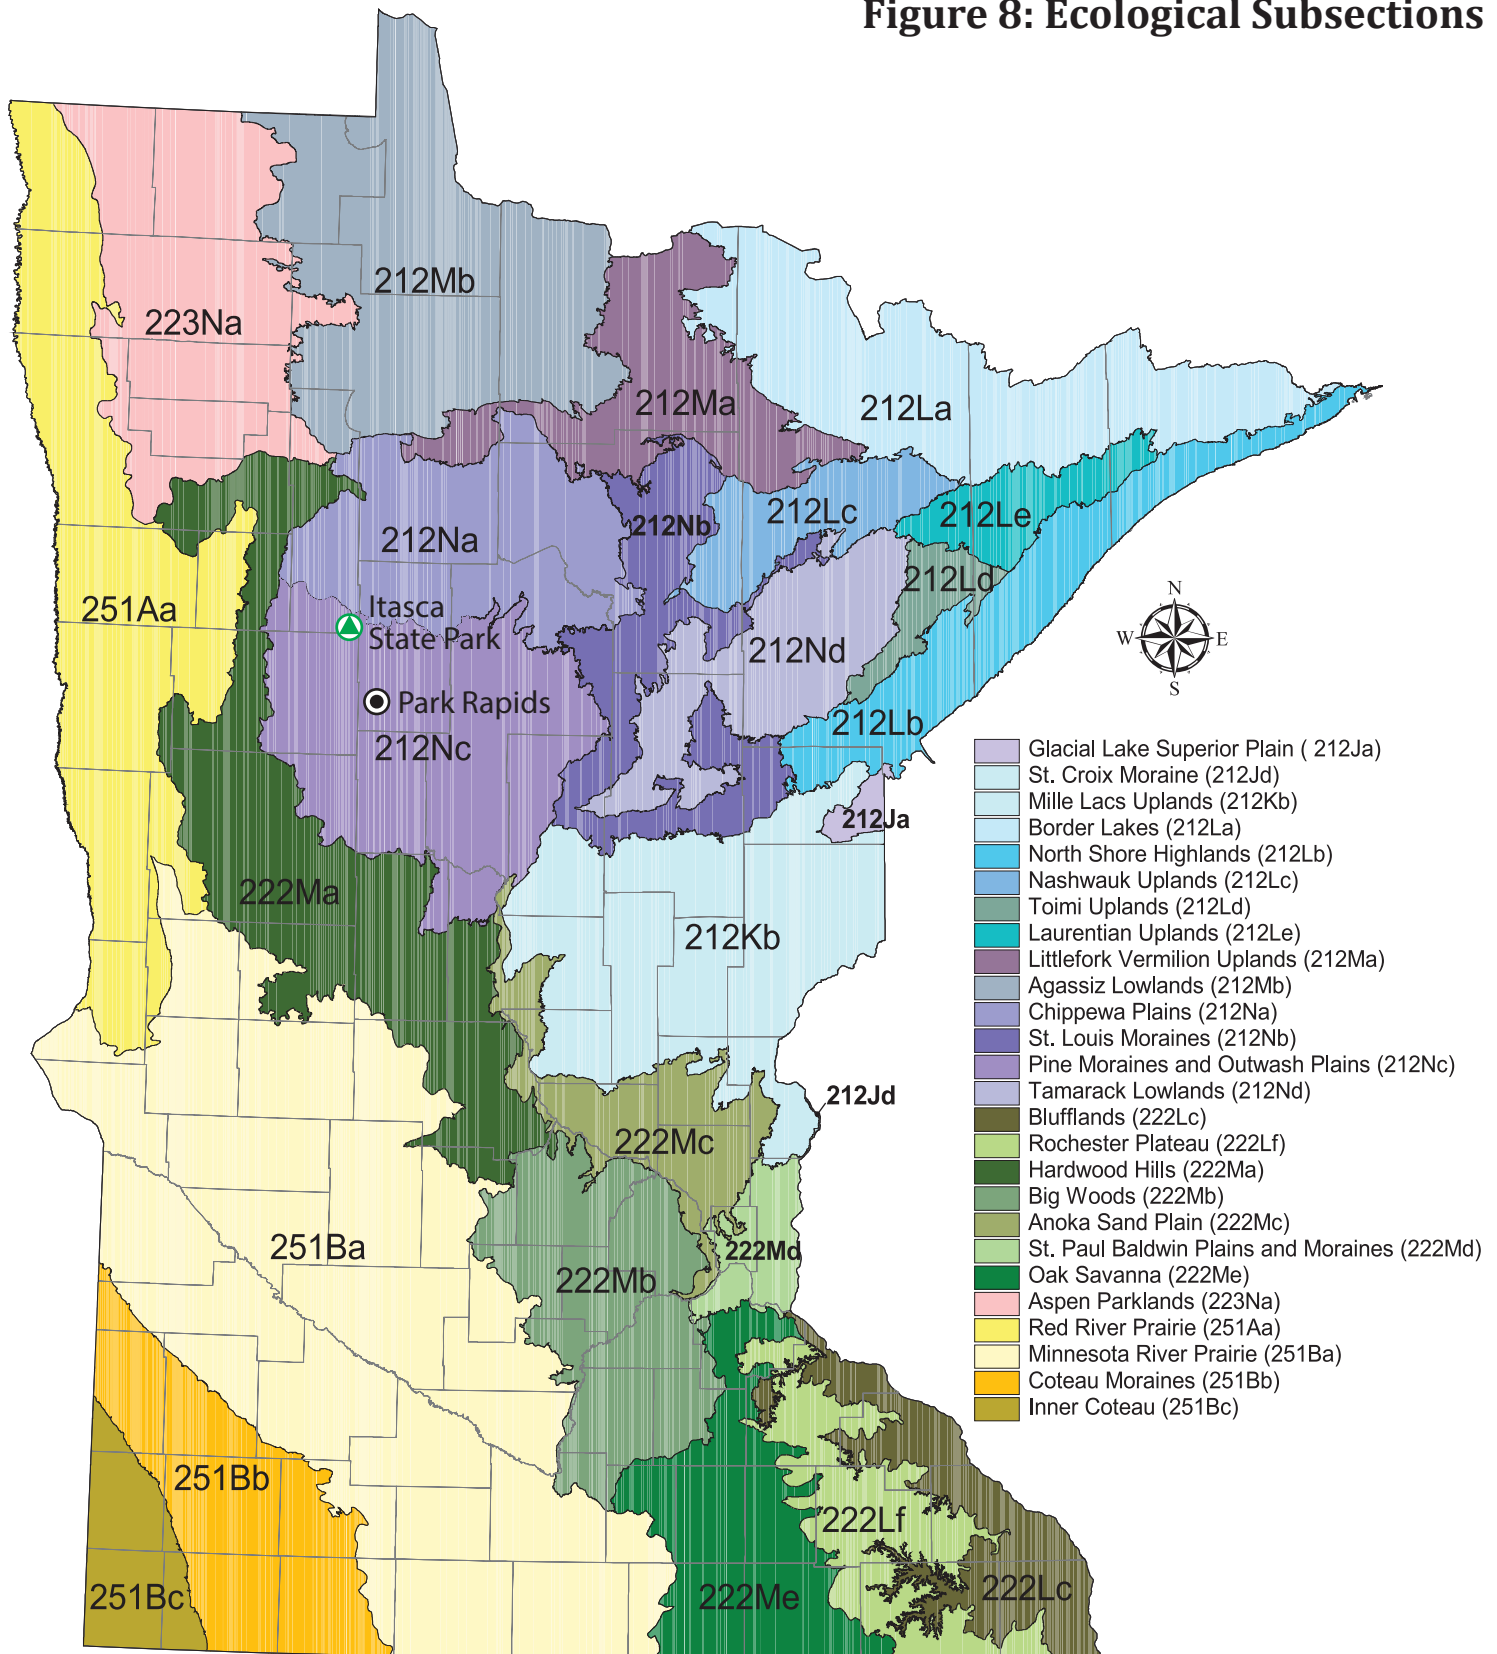 Figure 8: Ecological Subsections
212Mb
223Na
212Ma
212La
212Nb
212Lc
212Le
212Na
212Ld
251Aa
Itasca
State Park
212Nd
N
W
E
S
Park Rapids
212Nc
212Lb
212Ja
222Ma
212Kb
212Jd
222Mc
251Ba
222Md
222Mb
251Bb
222Lf
251Bc
222Me
222Lc
Glacial Lake Superior Plain ( 212Ja)
St. Croix Moraine (212Jd)
Mille Lacs Uplands (212Kb)
Border Lakes (212La)
North Shore Highlands (212Lb)
Nashwauk Uplands (212Lc)
Toimi Uplands (212Ld)
Laurentian Uplands (212Le)
Littlefork Vermilion Uplands (212Ma)
Agassiz Lowlands (212Mb)
Chippewa Plains (212Na)
St. Louis Moraines (212Nb)
Pine Moraines and Outwash Plains (212Nc)
Tamarack Lowlands (212Nd)
Blufflands (222Lc)
Rochester Plateau (222Lf)
Hardwood Hills (222Ma)
Big Woods (222Mb)
Anoka Sand Plain (222Mc)
St. Paul Baldwin Plains and Moraines (222Md)
Oak Savanna (222Me)
Aspen Parklands (223Na)
Red River Prairie (251Aa)
Minnesota River Prairie (251Ba)
Coteau Moraines (251Bb)
Inner Coteau (251Bc)